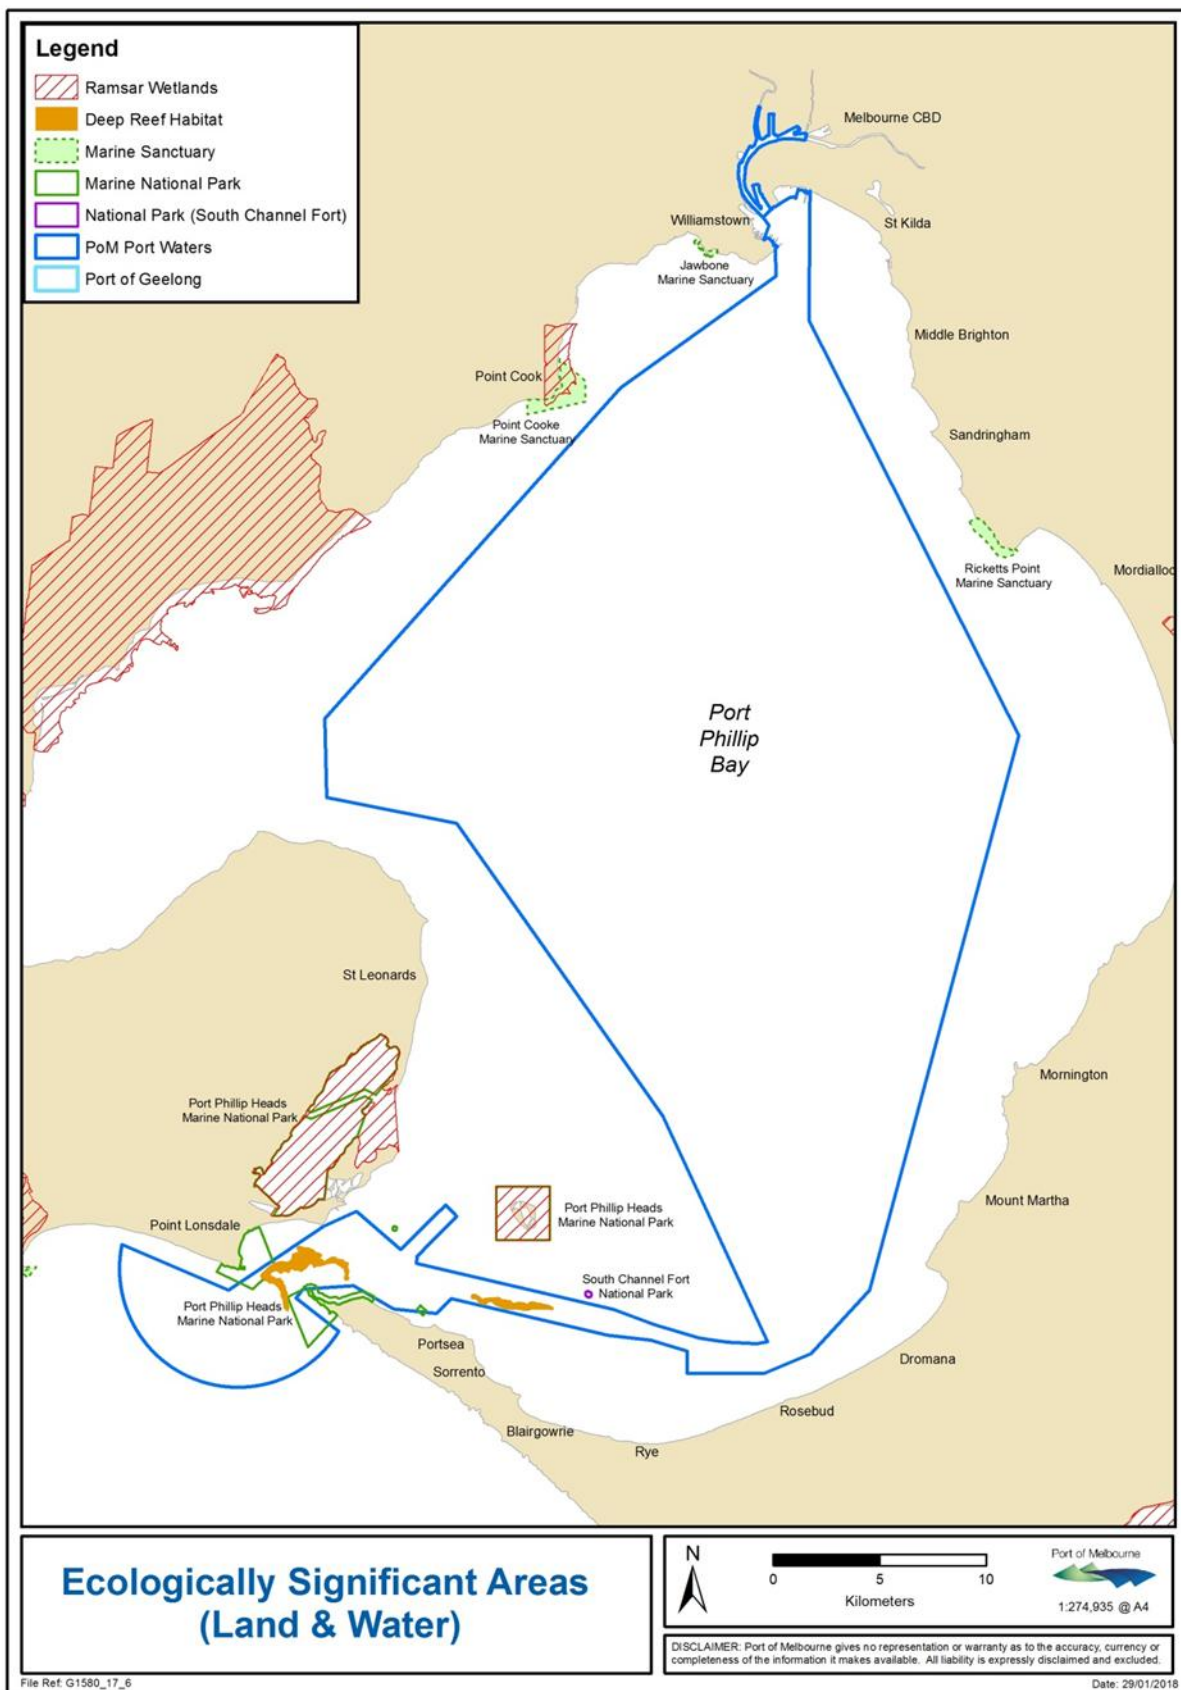 Legend
Ramsar Wetlands
Deep Reef Habitat
Marine Sanctuary
Marine National Park
National Park (South Channel Fort)
PoM Port Waters
Port of Geelong
Melbourne CBD
Williamstown
St Kilda
Jawbone
Marine Sanctuary
Middle Brighton
Point Cook
Point Cooke
Marine Sanctuary
Sandringham
Ricketts Point
Marine Sanctuary
Mordialloc
Port
Phillip
Bay
St Leonards
Mornington
Port Phillip Heads
Marine National Park
Mount Martha
Port Phillip Heads
Marine National Park
Point Lonsdale
South Channel Fort
National Park
Port Phillip Heads
Marine National Park
Portsea
Sorrento
Dromana
Rosebud
Blairgowrie
Rye
Ecologically Significant Areas
(Land & Water)
N
0 5 10
Kilometers
Port of Melbourne
1:274,935 @ A4
DISCLAIMER: Port of Melbourne gives no representation or warranty as to the accuracy, currency or
completeness of the information it makes available. All liability is expressly disclaimed and excluded.
File Ref: G1580_17_6
Date: 29/01/2018